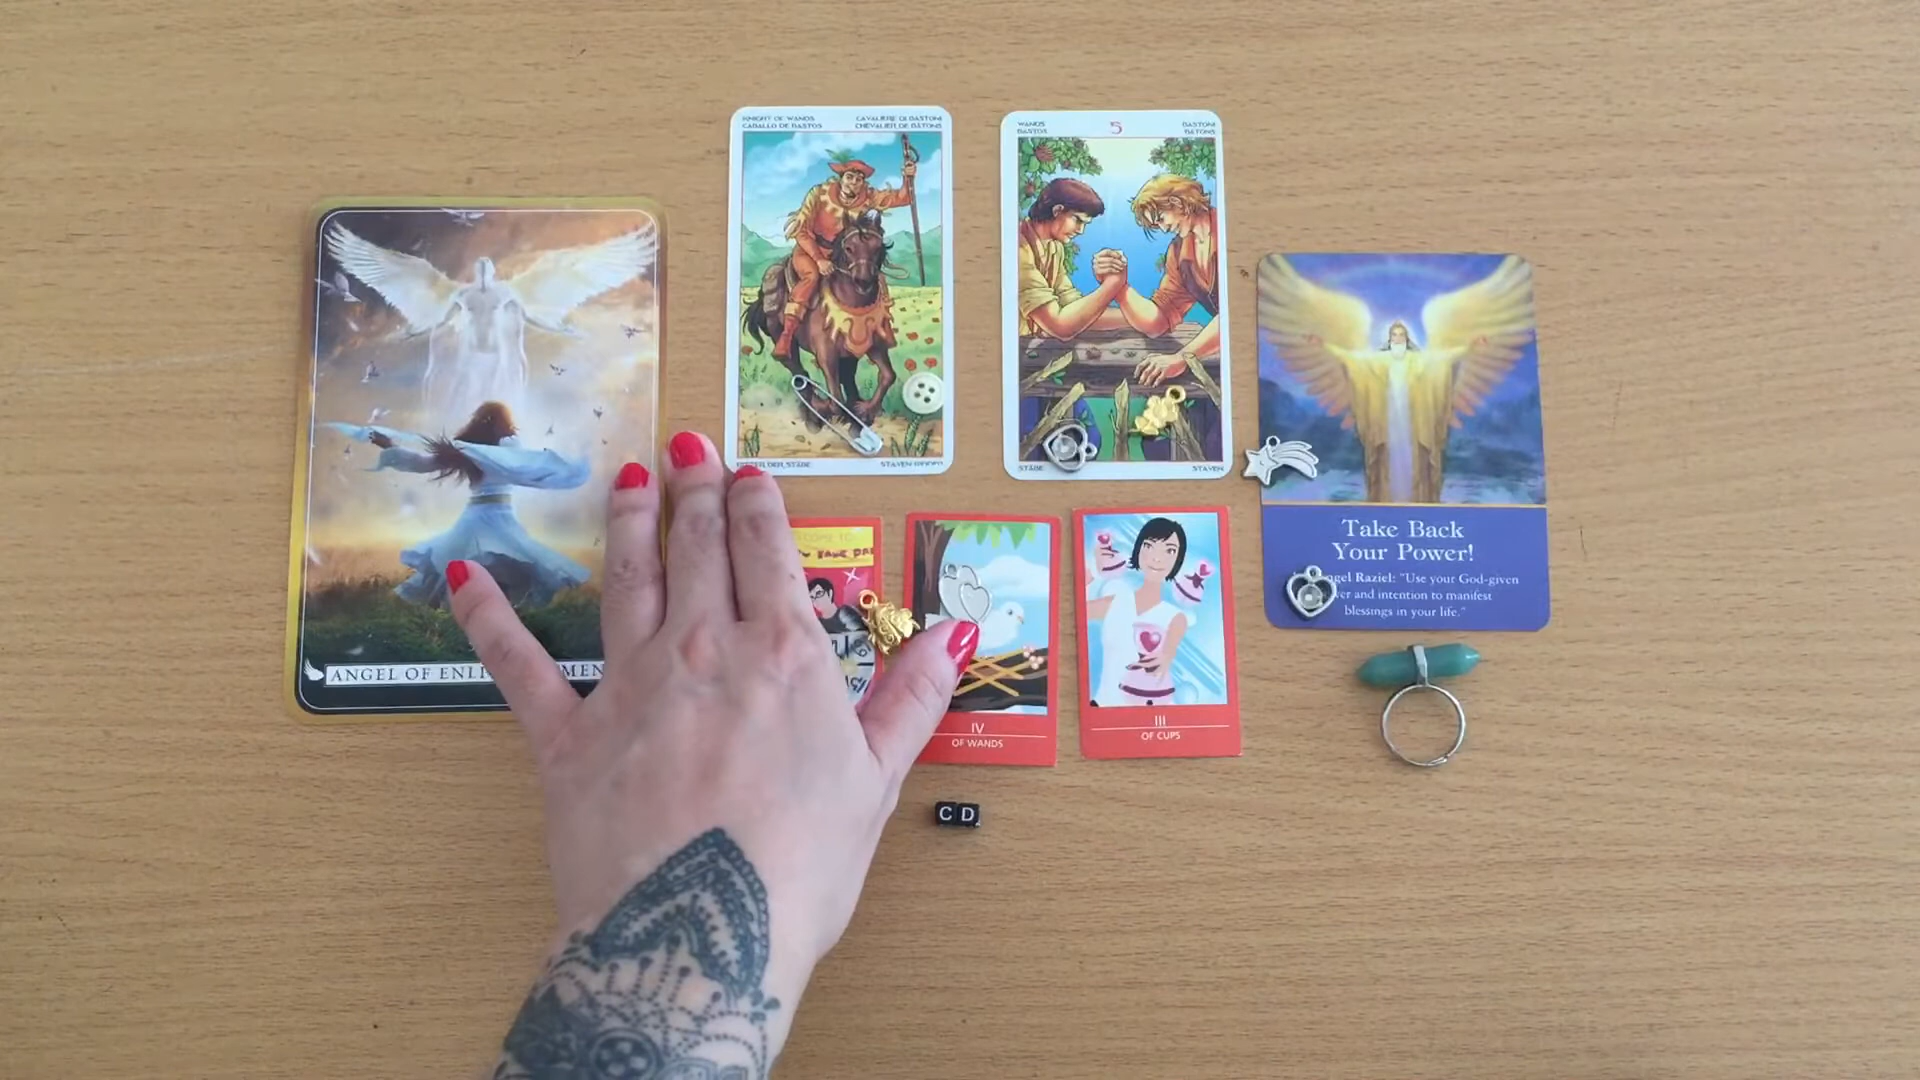 KNIGHT OF WANDS
CABALLO DE BASTOS
CAVALIERE DI BASTONI
CHEVALIER DE BÂTONS
STAVEN
WANDS
BASTOS
5
BASTONI
BÂTONS
STÄBE
STAVEN
ANGEL OF
Take Back
Your Power!
Raziel: "Use your God-given
and intention to manifest
blessings in your life."
IV
OF WANDS
III
OF CUPS
C D